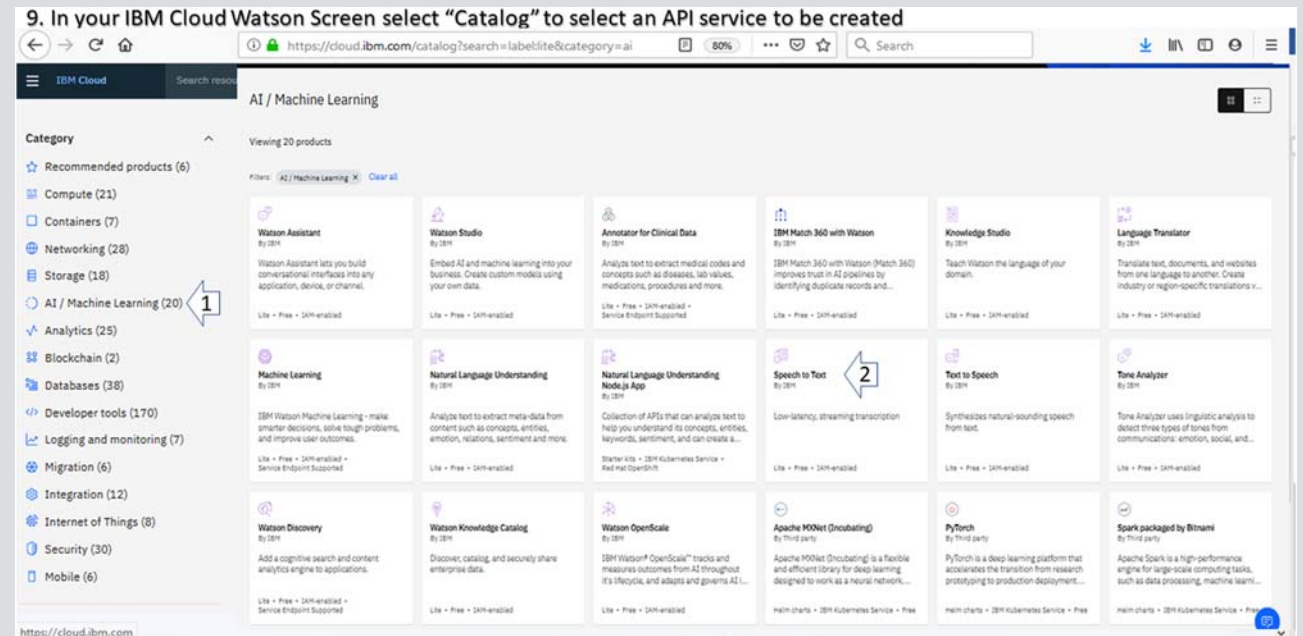 9. In your IBM Cloud Watson Screen select “Catalog” to select an API service to be created
https://cloud.ibm.com/catalog?search=label:lite&category=ai
80%
Search
IBM Cloud
Search resou
Category
Recommended products (6)
Compute (21)
Containers (7)
Networking (28)
Storage (18)
AI / Machine Learning (20)
1
Analytics (25)
Blockchain (2)
Databases (38)
Developer tools (170)
Logging and monitoring (7)
Migration (6)
Integration (12)
Internet of Things (8)
Security (30)
Mobile (6)
https://cloud.ibm.com
AI / Machine Learning
Viewing 20 products
Filters: AI / Machine Learning × Clear all
Watson Assistant
By IBM
Watson Assistant lets you build
conversational interfaces into any
application, device, or channel.
Lite • Free • IAM-enabled
Watson Studio
By IBM
Embed AI and machine learning into your
business. Create custom models using
your own data.
Lite • Free • IAM-enabled
Annotator for Clinical Data
By IBM
Analyze text to extract medical codes and
concepts such as diseases, lab values,
medications, procedures and more.
Lite • Free • IAM-enabled •
Service Endpoint Supported
IBM Match 360 with Watson
By IBM
IBM Match 360 with Watson (Match 360)
improves trust in AI pipelines by
identifying duplicate records and...
Lite • Free • IAM-enabled
Knowledge Studio
By IBM
Teach Watson the language of your
domain.
Lite • Free • IAM-enabled
Language Translator
By IBM
Translate text, documents, and websites
from one language to another. Create
industry or region-specific translations v...
Lite • Free • IAM-enabled
Machine Learning
By IBM
IBM Watson Machine Learning - make
smarter decisions, solve tough problems,
and improve user outcomes.
Lite • Free • IAM-enabled •
Service Endpoint Supported
Natural Language Understanding
By IBM
Analyze text to extract meta-data from
content such as concepts, entities,
emotion, relations, sentiment and more.
Lite • Free • IAM-enabled
Natural Language Understanding
Node.js App
By IBM
Collection of APIs that can analyze text to
help you understand its concepts, entities,
keywords, sentiment, and can create a...
Starter kits • IBM Kubernetes Service •
Red Hat OpenShift
Speech to Text
By IBM
2
Low-latency, streaming transcription
Lite • Free • IAM-enabled
Text to Speech
By IBM
Synthesizes natural-sounding speech
from text.
Lite • Free • IAM-enabled
Tone Analyzer
By IBM
Tone Analyzer uses linguistic analysis to
detect three types of tones from
communications: emotion, social, and...
Lite • Free • IAM-enabled
Watson Discovery
By IBM
Add a cognitive search and content
analytics engine to applications.
Lite • Free • IAM-enabled •
Service Endpoint Supported
Watson Knowledge Catalog
By IBM
Discover, catalog, and securely share
enterprise data.
Lite • Free • IAM-enabled
Watson OpenScale
By IBM
IBM Watson® OpenScale™ tracks and
measures outcomes from AI throughout
it's lifecycle, and adapts and governs AI i...
Lite • Free • IAM-enabled
Apache MXNet (Incubating)
By Third party
Apache MXNet (Incubating) is a flexible
and efficient library for deep learning
designed to work as a neural network,...
Helm charts • IBM Kubernetes Service • Free
PyTorch
By Third party
PyTorch is a deep learning platform that
accelerates the transition from research
prototyping to production deployment....
Helm charts • IBM Kubernetes Service • Free
Spark packaged by Bitnami
By Third party
Apache Spark is a high-performance
engine for large-scale computing tasks,
such as data processing, machine learni...
Helm charts • IBM Kubernetes Service • Free